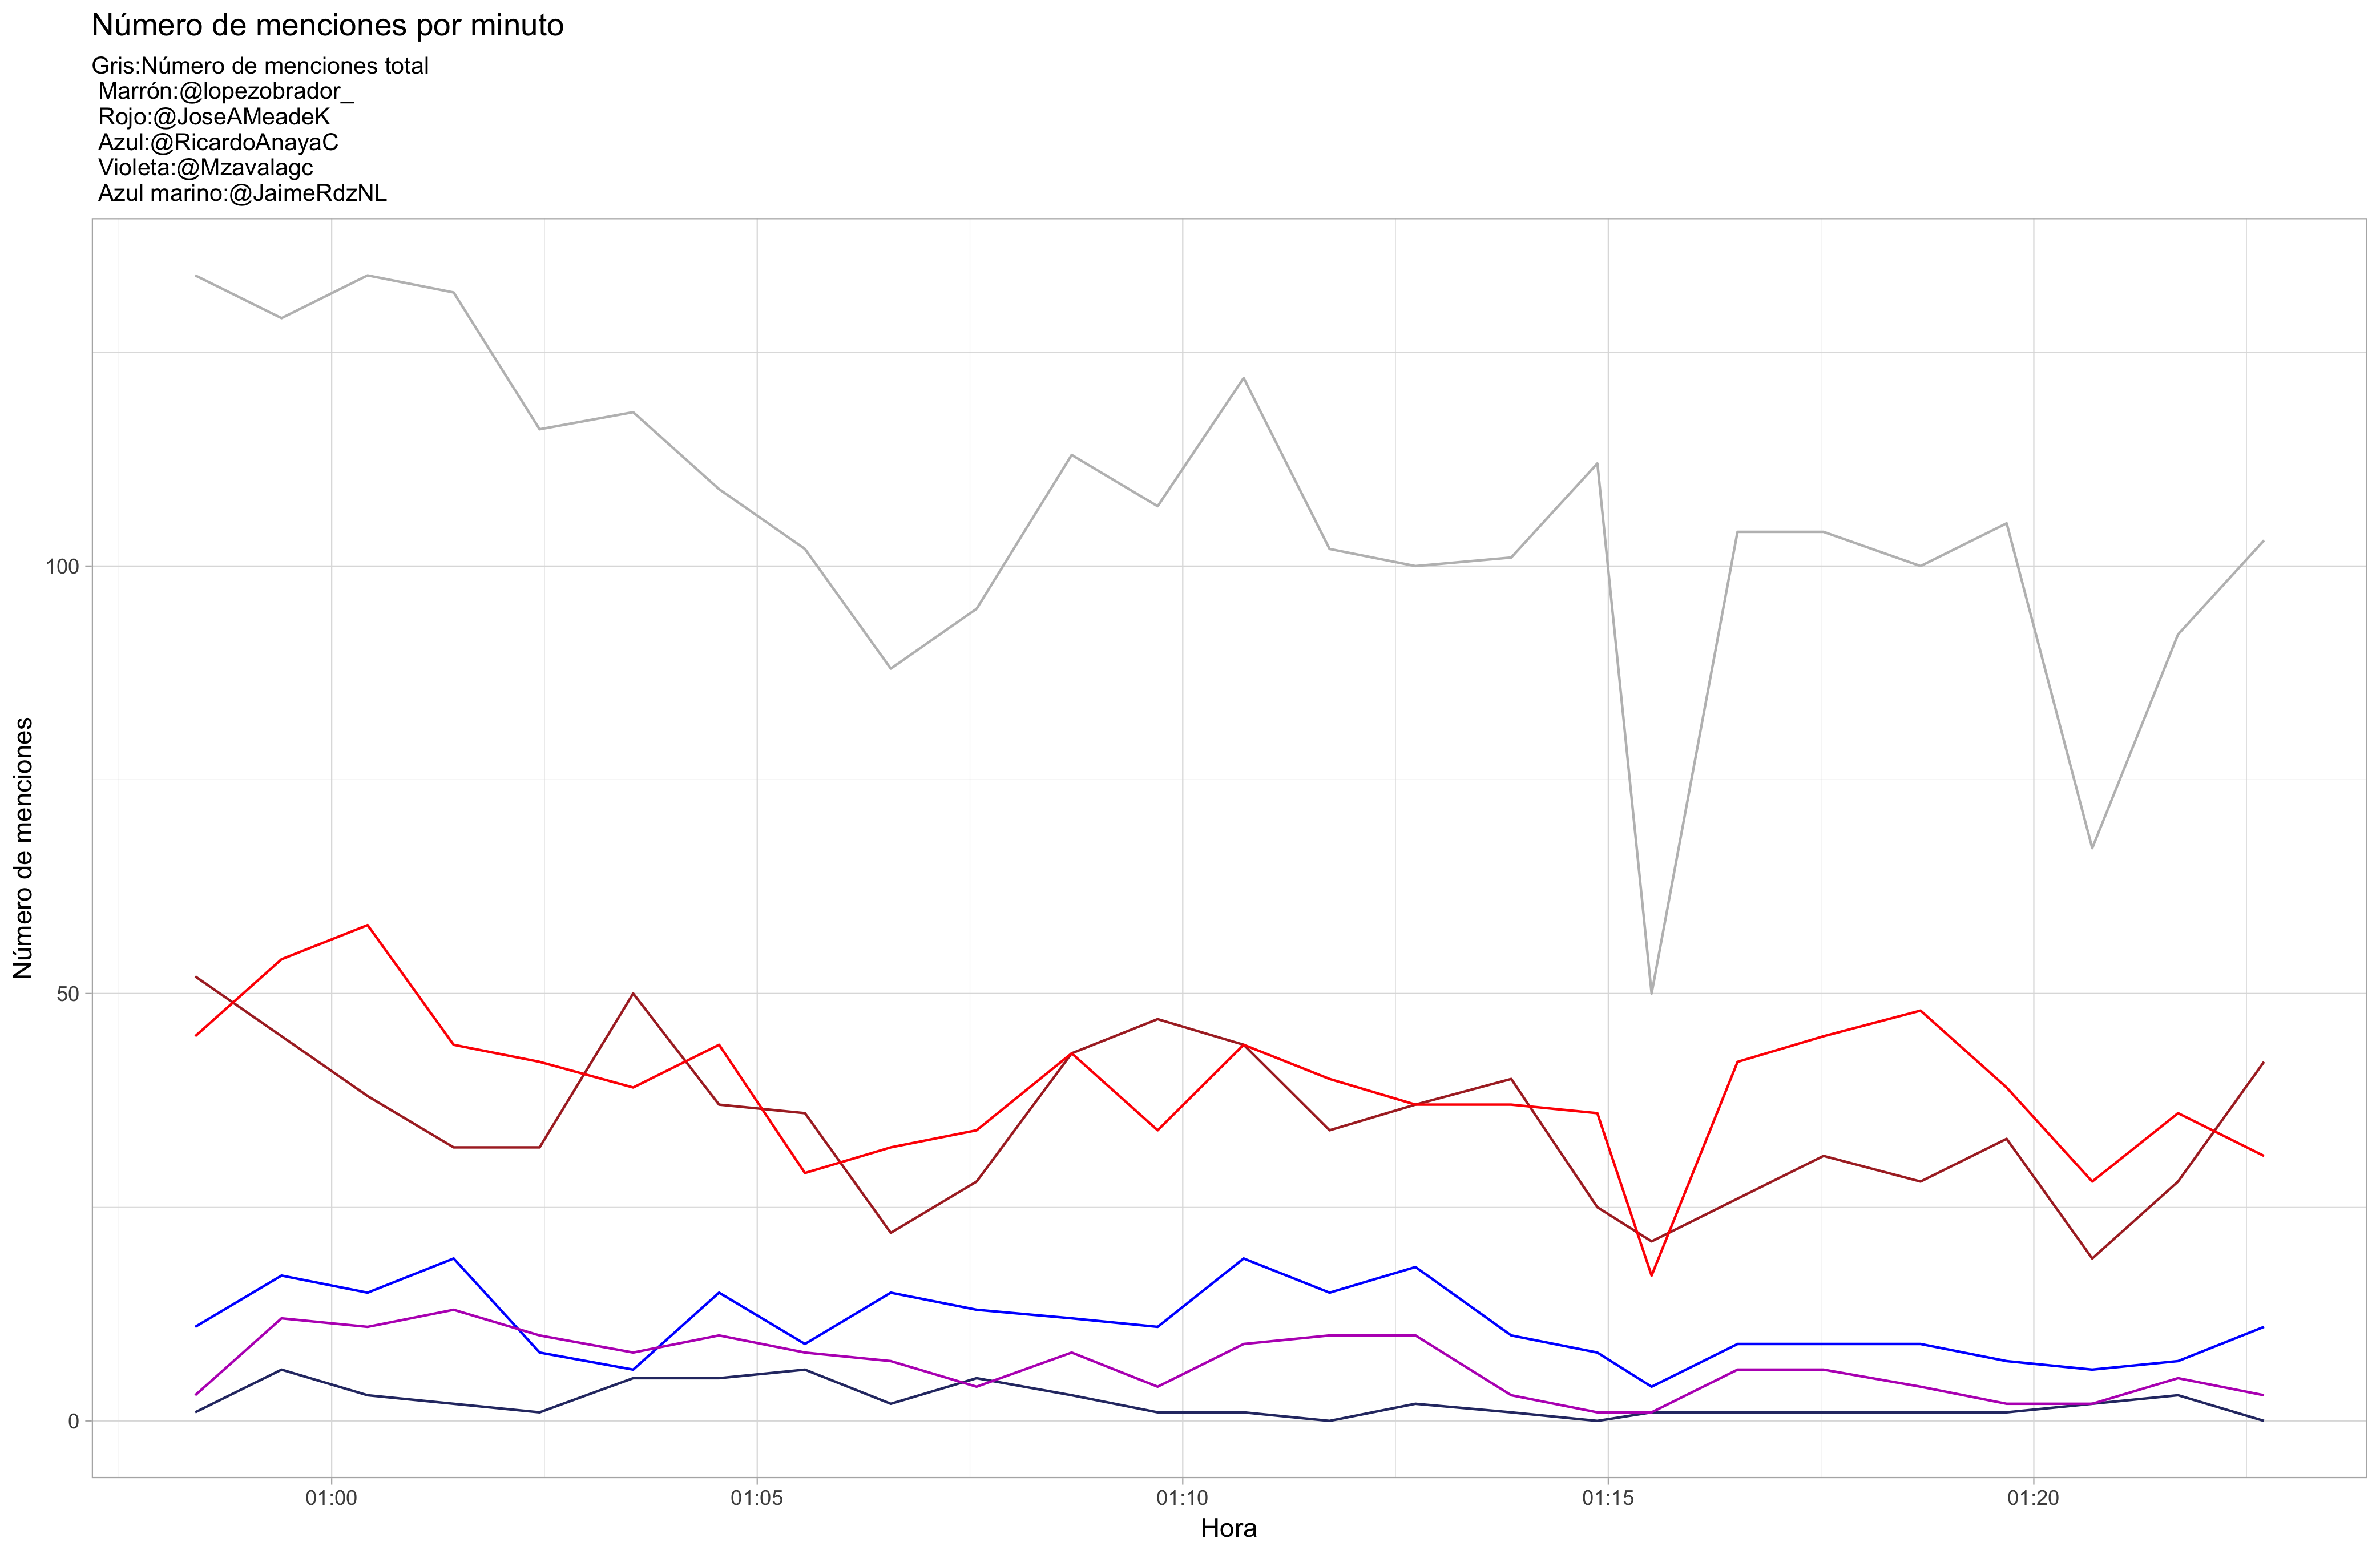 Número de menciones por minuto
Gris:Número de menciones total
Marrón:@lopezobrador_
Rojo:@JoseAMeadeK
Azul:@RicardoAnayaC
Violeta:@Mzavalagc
Azul marino:@JaimeRdzNL
Número de menciones
100
50
0
01:00
01:05
01:10
01:15
01:20
Hora